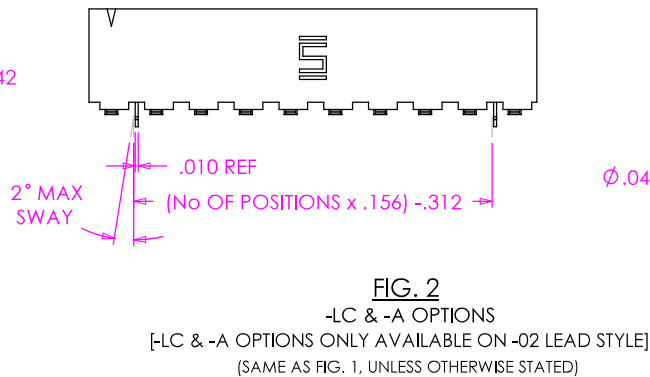 42
.010 REF
2° MAX
SWAY
(No OF POSITIONS x .156) -.312
Ø.04
FIG. 2
-LC & -A OPTIONS
[-LC & -A OPTIONS ONLY AVAILABLE ON -02 LEAD STYLE]
(SAME AS FIG. 1, UNLESS OTHERWISE STATED)